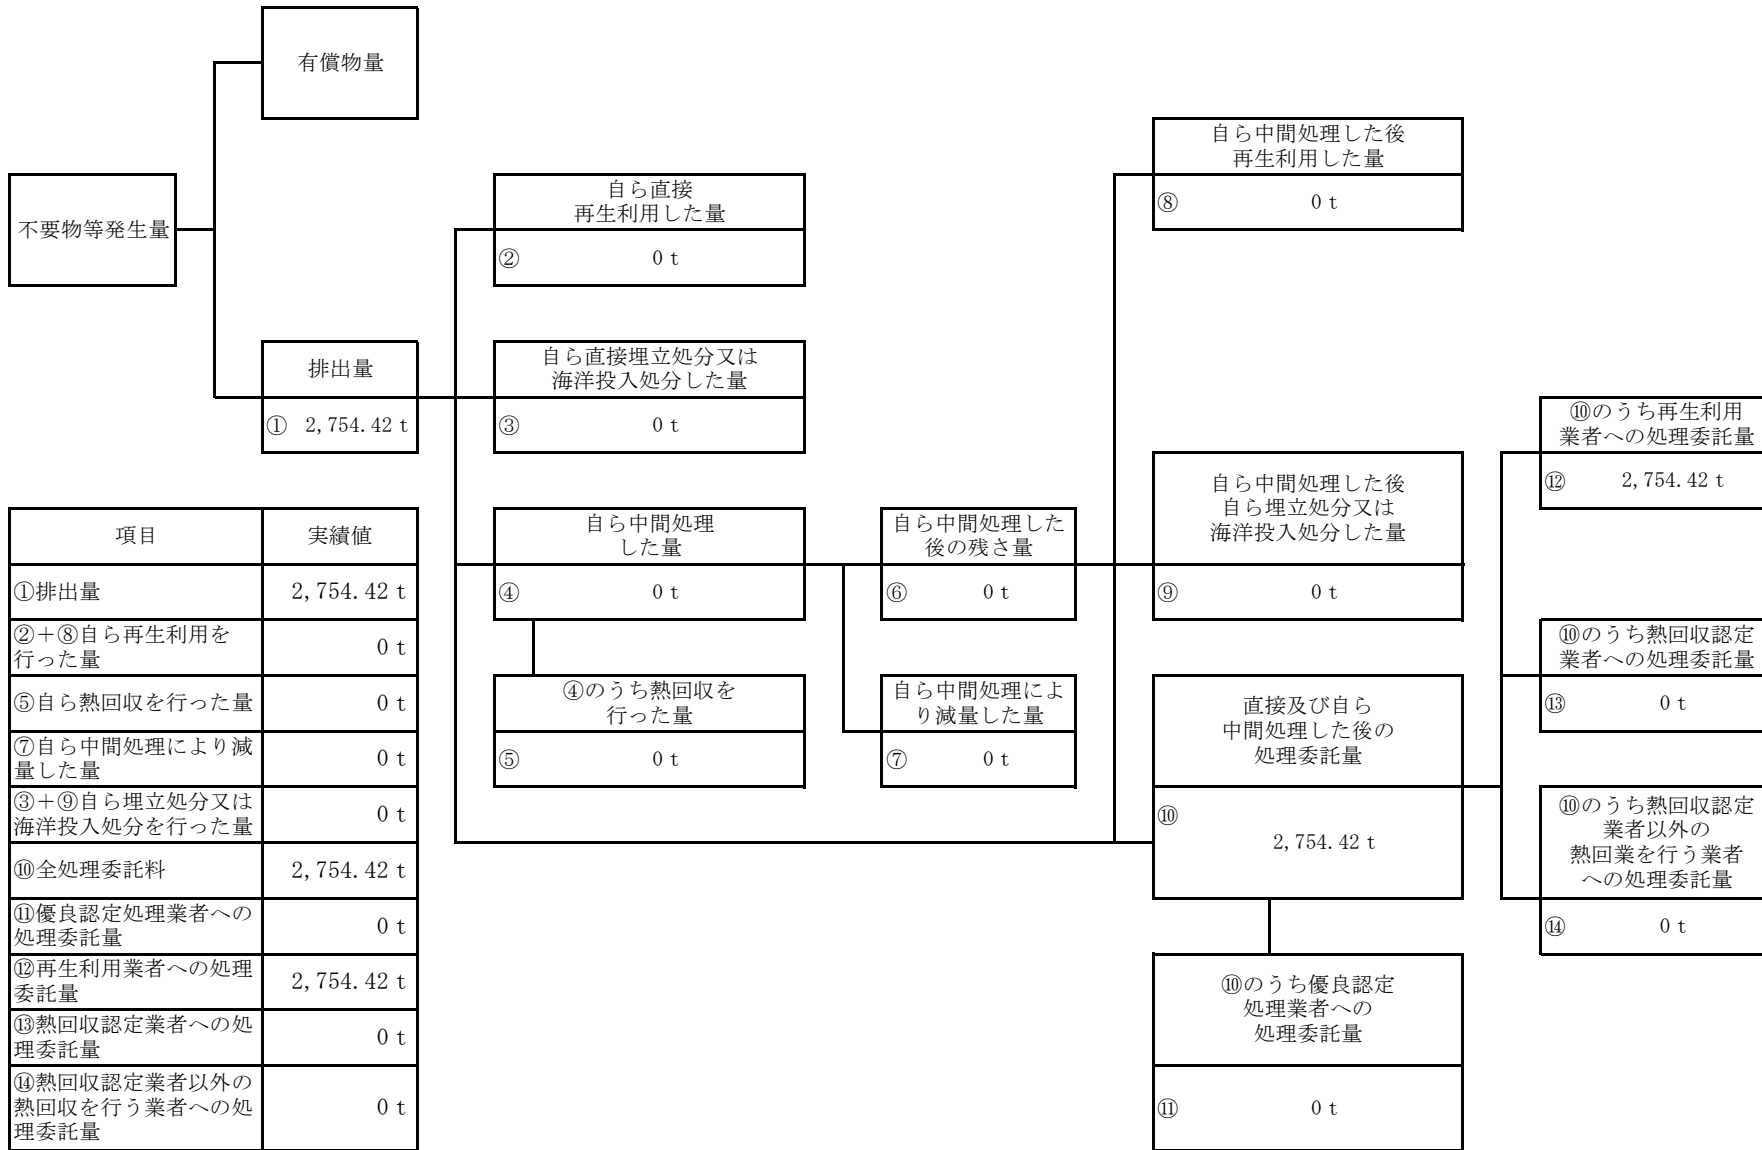 有償物量
不要物等発生量
排出量
① 2,754.42 t
自ら直接
再生利用した量
② 0 t
自ら直接埋立処分又は
海洋投入処分した量
③ 0 t
自ら中間処理
した量
④ 0 t
④のうち熱回収を
行った量
⑤ 0 t
自ら中間処理した
後の残さ量
⑥ 0 t
自ら中間処理によ
り減量した量
⑦ 0 t
自ら中間処理した後
再生利用した量
⑧ 0 t
自ら中間処理した後
自ら埋立処分又は
海洋投入処分した量
⑨ 0 t
直接及び自ら
中間処理した後の
処理委託量
⑩
2,754.42 t
⑩のうち優良認定
処理業者への
処理委託量
⑪ 0 t
⑩のうち再生利用
業者への処理委託量
⑫ 2,754.42 t
⑩のうち熱回収認定
業者への処理委託量
⑬ 0 t
⑩のうち熱回収認定
業者以外の
熱回業を行う業者
への処理委託量
⑭ 0 t
項目 実績値
①排出量 2,754.42 t
②+⑧自ら再生利用を
行った量 0 t
⑤自ら熱回収を行った量 0 t
⑦自ら中間処理により減
量した量 0 t
③+⑨自ら埋立処分又は
海洋投入処分を行った量 0 t
⑩全処理委託料 2,754.42 t
⑪優良認定処理業者への
処理委託量 0 t
⑫再生利用業者への処理
委託量 2,754.42 t
⑬熱回収認定業者への処
理委託量 0 t
⑭熱回収認定業者以外の
熱回収を行う業者への処
理委託量 0 t